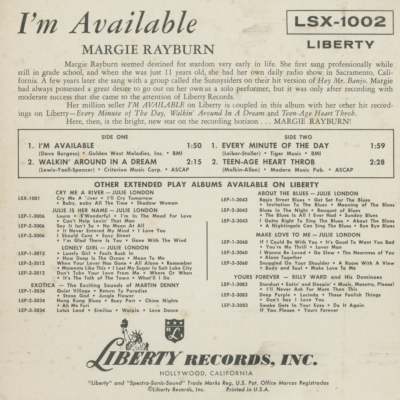 I'm Available
MARGIE RAYBURN
LSX-1002
LIBERTY
Margie Rayburn seemed destined for stardom very early in life. She first sang professionally while
still in grade school, and when she was just 11 years old, she had her own daily radio show in Sacramento, Calif-
ornia. A few years later she sang with a group called the Sunnysiders on their hit version of Hey Mr. Banjo. Margie
had always possessed a great desire to go out on her own as a solo performer, but it was only after recording with
moderate success that she came to the attention of Liberty Records.
Her million seller I'M AVAILABLE on Liberty is coupled in this album with her other hit record-
ings on Liberty—Every Minute of The Day, Walkin' Around In A Dream and Teen-Age Heart Throb.
Here, then, is the bright, new star on the recording horizon . . . MARGIE RAYBURN!
SIDE ONE
1. I'M AVAILABLE 1:50
(Dave Burgess) • Golden West Melodies, Inc. • BMI
2. WALKIN' AROUND IN A DREAM 2:15
(Lewis-Yoell-Spencer) • Criterion Music Corp. • ASCAP
SIDE TWO
1. EVERY MINUTE OF THE DAY 1:59
(Leiber-Stoller) • Tiger Music • BMI
2. TEEN-AGE HEART THROB 2:28
(Malkin-Allen) • Modern Music Pub. • ASCAP
OTHER EXTENDED PLAY ALBUMS AVAILABLE ON LIBERTY
CRY ME A RIVER — JULIE LONDON
LSX-1001 Cry Me A River • I'll Cry Tomorrow
• Baby, baby All The Time • Shadow Woman
JULIE IS HER NAME — JULIE LONDON
LEP-1-3006 Laura • S'Wonderful • I'm In The Mood For Love
• Can't Help Lovin' That Man
LEP-2-3006 Say It Isn't So • No Moon At All
• It Never Entered My Mind • I Love You
LEP-3-3006 I Should Care • Easy Street
• I'm Glad There Is You • Gone With The Wind
LONELY GIRL — JULIE LONDON
LEP-1-3012 Lonely Girl • Fools Rush In
• How Deep Is The Ocean • Mean To Me
LEP-2-3012 When Your Lover Has Gone • All Alone • Remember
• Moments Like This • I Lost My Sugar In Salt Lake City
LEP-3-3012 Don't Take Your Love From Me • Where Or When
• It's The Talk of The Town • What'll I Do
EXOTICA — The Exciting Sounds of MARTIN DENNY
LEP-1-3034 Quiet Village • Return To Paradise
• Stone God • Jungle Flower
LEP-2-3034 Hong Kong Blues • Busy Port • China Nights
• Ah Me Furi
LEP-3-3034 Lotus Land • Similau • Waipio • Love Dance
ABOUT THE BLUES — JULIE LONDON
LEP-1-3043 Basin Street Blues • Get Set For The Blues
• Invitation To The Blues • Meaning of The Blues
LEP-2-3043 Blues In The Night • Bouquet of Blues
• The Blues Is All I Ever Had • Sunday Blues
LEP-3-3043 I Gotta Right To Sing The Blues • About The Blues
• A Nightingale Can Sing The Blues
MAKE LOVE TO ME — JULIE LONDON
LEP-1-3060 If I Could Be With You • It's Good To Want You Bad
• You're My Thrill • Lover Man
LEP-2-3060 Wanna Be Loved • Go Slow • The Nearness of You
• Alone Together
LEP-3-3060 Snuggled On Your Shoulder • A Room With A View
• Body and Soul • Make Love To Me
YOURS FOREVER — BILLY WARD and His Dominoes
LEP-1-3083 Stardust • Eatin' and Sleepin' • Music, Maestro, Please!
• I'll Never Ask For More Than This
LEP-2-3083 Deep Purple • Lucinda • These Foolish Things
• Don't Say I Love You
LEP-3-3083 Smoke Gets In Your Eyes • Do It Again
If You Please • Yours Forever
LIBERTY RECORDS, INC.
HOLLYWOOD, CALIFORNIA
"Liberty" and "Spectra-Sonic-Sound" Trade Marks Reg. U.S. Pat. Office Marcas Registradas
©Liberty Records, Inc. Printed in U.S.A.